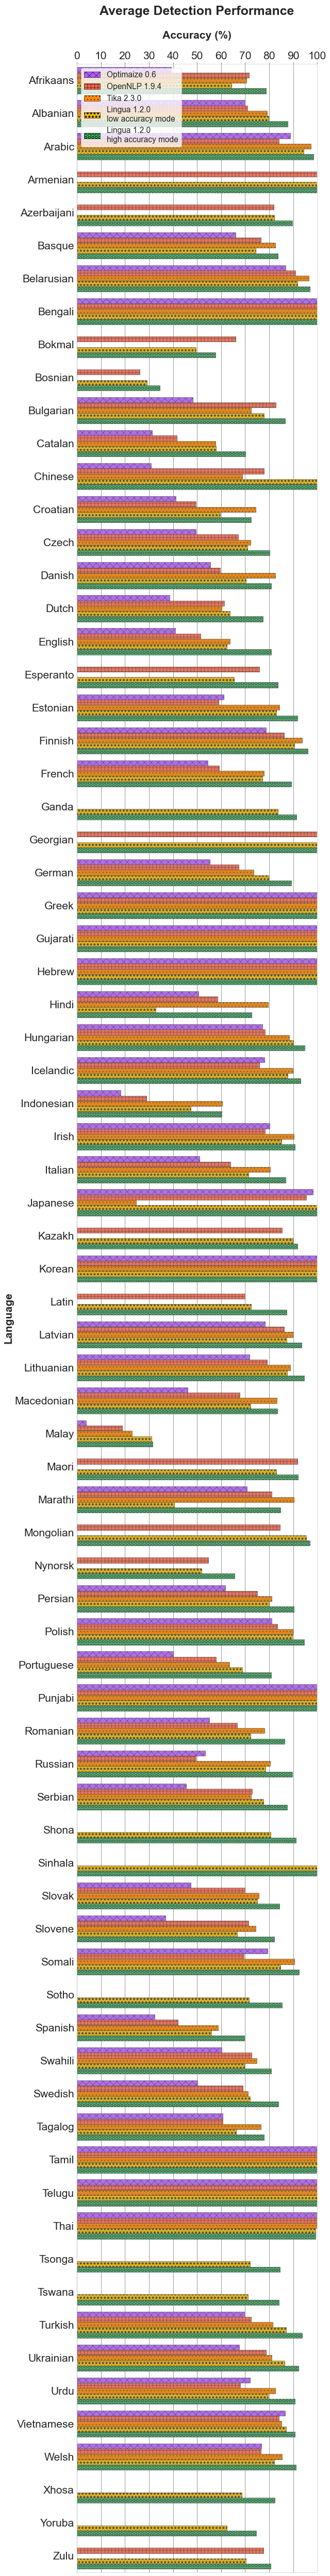 Average Detection Performance
Accuracy (%)
0 10 20 30 40 50 60 70 80 90 100
Optimaize 0.6
OpenNLP 1.9.4
Tika 2.3.0
Lingua 1.2.0
low accuracy mode
Lingua 1.2.0
high accuracy mode
Language
Afrikaans
Albanian
Arabic
Armenian
Azerbaijani
Basque
Belarusian
Bengali
Bokmal
Bosnian
Bulgarian
Catalan
Chinese
Croatian
Czech
Danish
Dutch
English
Esperanto
Estonian
Finnish
French
Ganda
Georgian
German
Greek
Gujarati
Hebrew
Hindi
Hungarian
Icelandic
Indonesian
Irish
Italian
Japanese
Kazakh
Korean
Latin
Latvian
Lithuanian
Macedonian
Malay
Maori
Marathi
Mongolian
Nynorsk
Persian
Polish
Portuguese
Punjabi
Romanian
Russian
Serbian
Shona
Sinhala
Slovak
Slovene
Somali
Sotho
Spanish
Swahili
Swedish
Tagalog
Tamil
Telugu
Thai
Tsonga
Tswana
Turkish
Ukrainian
Urdu
Vietnamese
Welsh
Xhosa
Yoruba
Zulu